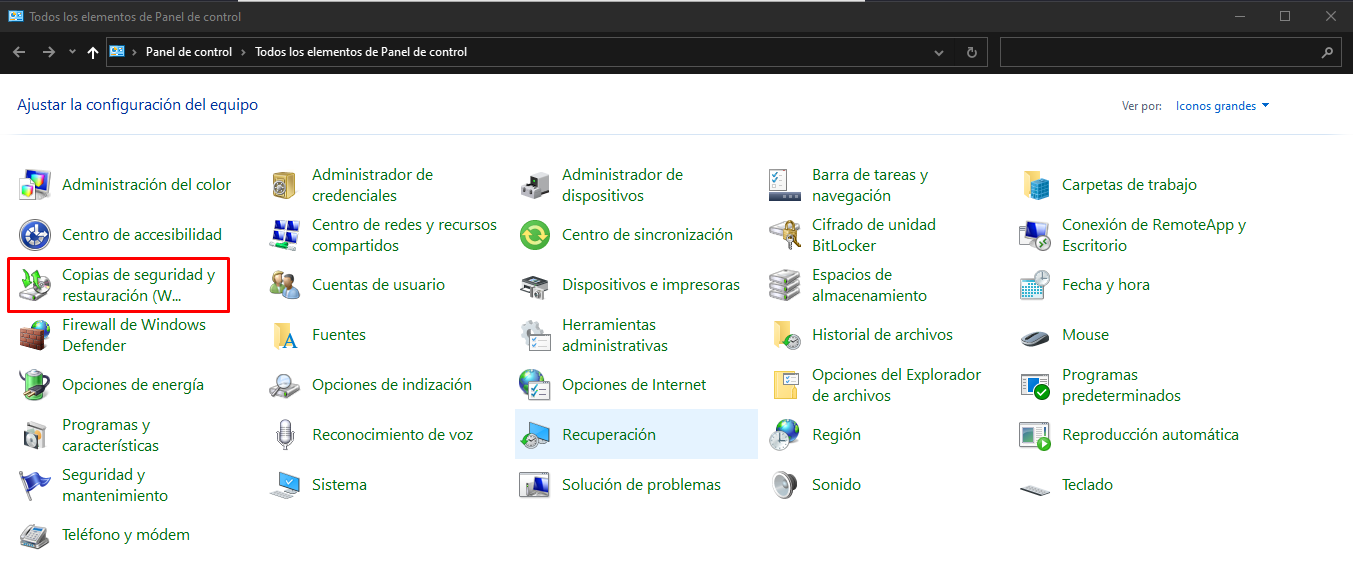 Todos los elementos de Panel de control
Panel de control
Todos los elementos de Panel de control
Ajustar la configuración del equipo
Ver por:
Iconos grandes
Administración del color
Administrador de
credenciales
Administrador de
dispositivos
Barra de tareas y
navegación
Carpetas de trabajo
Centro de accesibilidad
Centro de redes y recursos
compartidos
Centro de sincronización
Cifrado de unidad
BitLocker
Conexión de RemoteApp y
Escritorio
Copias de seguridad y
restauración (W...
Cuentas de usuario
Dispositivos e impresoras
Espacios de
almacenamiento
Fecha y hora
Firewall de Windows
Defender
Fuentes
Herramientas
administrativas
Historial de archivos
Mouse
Opciones de energía
Opciones de indización
Opciones de Internet
Opciones del Explorador
de archivos
Programas
predeterminados
Programas y
características
Reconocimiento de voz
Recuperación
Región
Reproducción automática
Seguridad y
mantenimiento
Sistema
Solución de problemas
Sonido
Teclado
Teléfono y módem